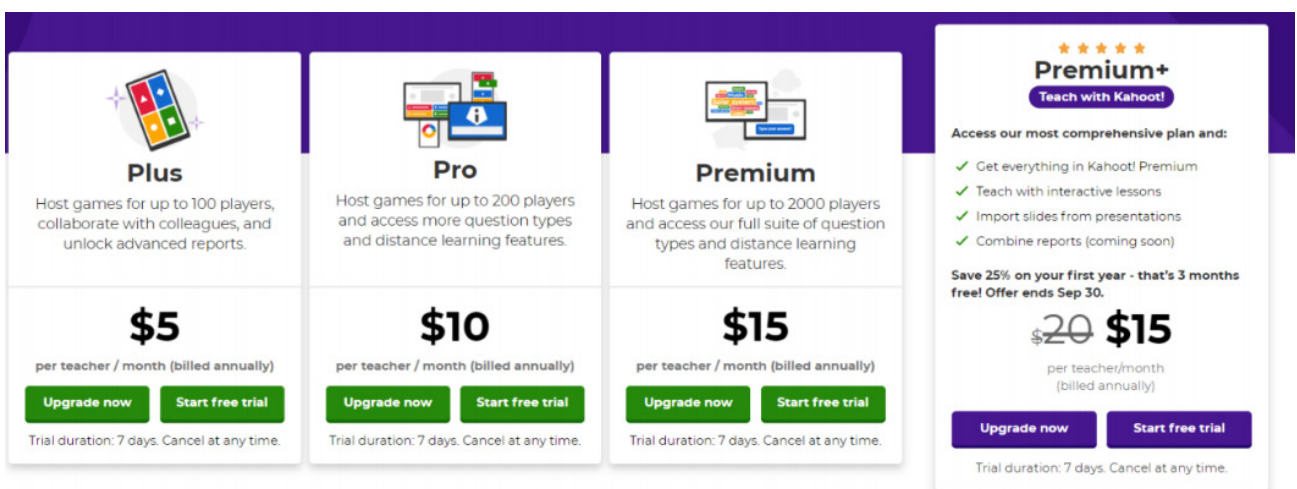 Plus
Host games for up to 100 players,
collaborate with colleagues, and
unlock advanced reports.
$5
per teacher / month (billed annually)
Upgrade now
Start free trial
Trial duration: 7 days. Cancel at any time.
Pro
Host games for up to 200 players
and access more question types
and distance learning features.
$10
per teacher / month (billed annually)
Upgrade now
Start free trial
Trial duration: 7 days. Cancel at any time.
Premium
Host games for up to 2000 players
and access our full suite of question
types and distance learning
features.
$15
per teacher / month (billed annually)
Upgrade now
Start free trial
Trial duration: 7 days. Cancel at any time.
Premium+
Teach with Kahoot!
Access our most comprehensive plan and:
Get everything in Kahoot! Premium
Teach with interactive lessons
Import slides from presentations
Combine reports (coming soon)
Save 25% on your first year - that's 3 months
free! Offer ends Sep 30.
$20 $15
per teacher/month
(billed annually)
Upgrade now
Start free trial
Trial duration: 7 days. Cancel at any time.